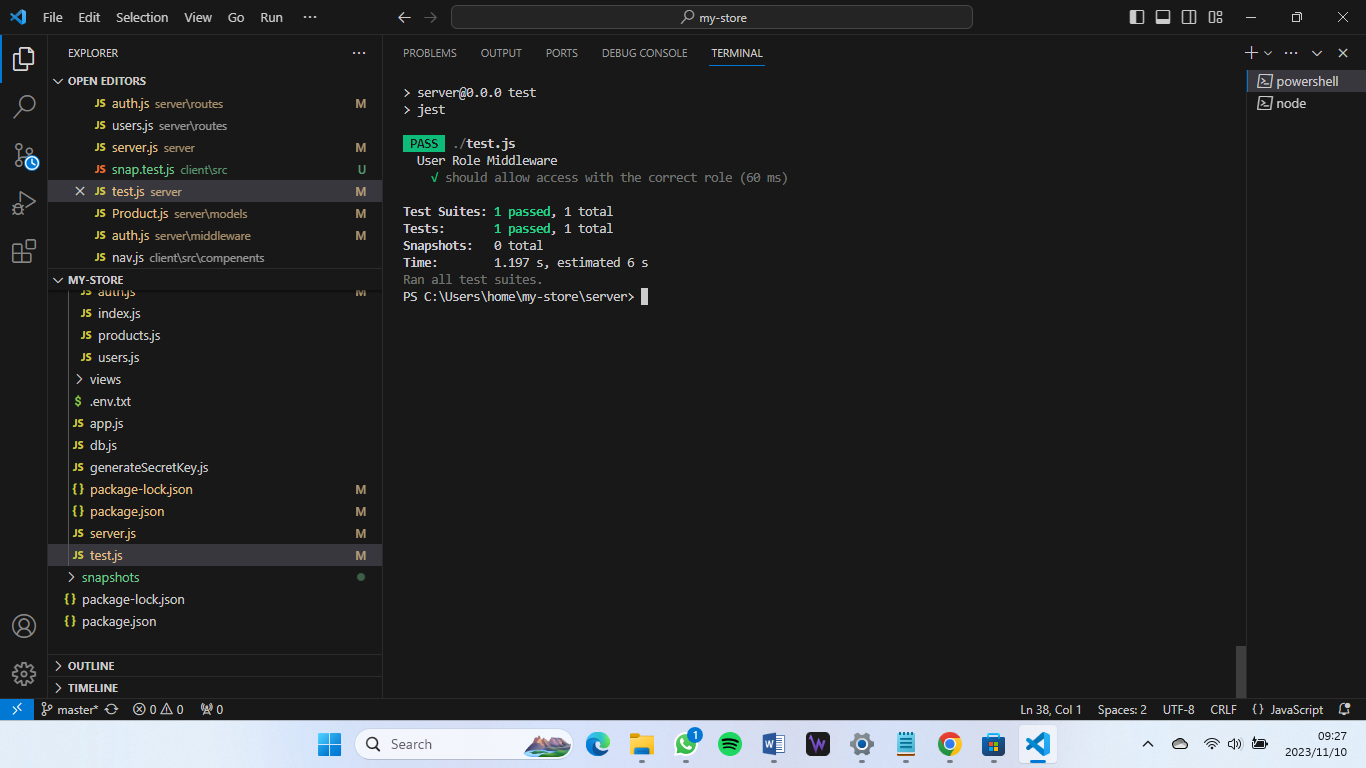 File Edit Selection View Go Run ···
my-store
EXPLORER
OPEN EDITORS
JS auth.js server\routes M
JS users.js server\routes
JS server.js server M
JS snap.test.js client\src U
JS test.js server M
JS Product.js server\models M
JS auth.js server\middleware M
JS nav.js client\src\compenents
MY-STORE
JS auth.js M
JS index.js
JS products.js
JS users.js
views
$ .env.txt
JS app.js
JS db.js
JS generateSecretKey.js
{} package-lock.json M
{} package.json M
JS server.js M
JS test.js M
snapshots
{} package-lock.json
{} package.json
OUTLINE
TIMELINE
PROBLEMS OUTPUT PORTS DEBUG CONSOLE TERMINAL
> server@0.0.0 test
> jest
PASS ./test.js
User Role Middleware
√ should allow access with the correct role (60 ms)
Test Suites: 1 passed, 1 total
Tests: 1 passed, 1 total
Snapshots: 0 total
Time: 1.197 s, estimated 6 s
Ran all test suites.
PS C:\Users\home\my-store\server>
powershell
node
master* 0 0 0 Ln 38, Col 1 Spaces: 2 UTF-8 CRLF {} JavaScript
Search
1
W
09:27
2023/11/10